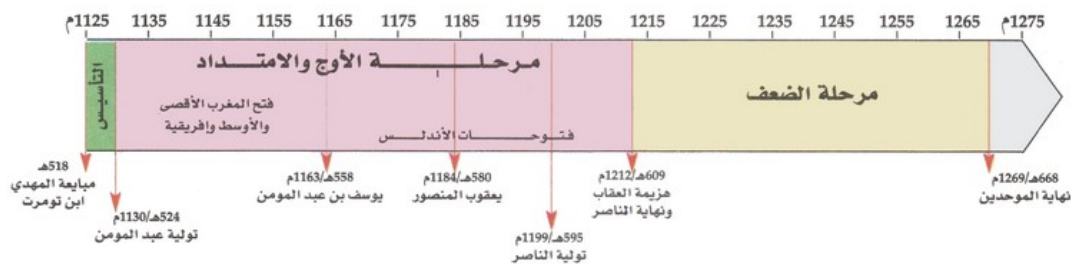 1125م 1135 1145 1155 1165 1175 1185 1195 1205 1215 1225 1235 1245 1255 1265 1275م
التأسيس
مرحلـــة الأوج والامتـــداد
فتح المغرب الأقصى
والأوسط وإفريقية
فتـوحـــات الأندلـــس
مرحلة الضعف
518هـ
مبايعة المهدي
ابن تومرت
524هـ/1130م
تولية عبد المومن
558هـ/1163م
يوسف بن عبد المومن
580هـ/1184م
يعقوب المنصور
595هـ/1199م
تولية الناصر
609هـ/1212م
هزيمة العقاب
ونهاية الناصر
668هـ/1269م
نهاية الموحدين